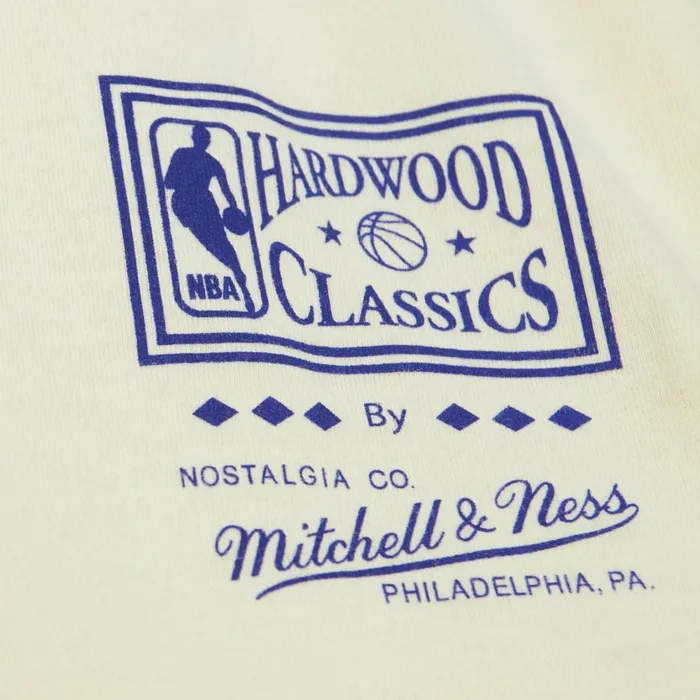 HARDWOOD
CLASSICS
NBA
By
NOSTALGIA CO.
Mitchell & Ness
PHILADELPHIA, PA.